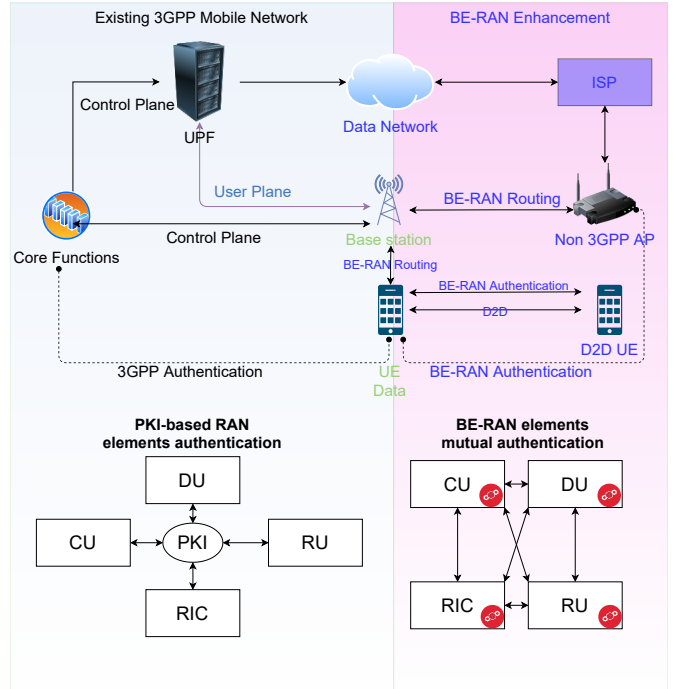 Existing 3GPP Mobile Network
BE-RAN Enhancement
ISP
Control Plane
UPF
Data Network
User Plane
BE-RAN Routing
Control Plane
Base station
Non 3GPP AP
Core Functions
BE-RAN Routing
BE-RAN Authentication
D2D
D2D UE
3GPP Authentication
UE
Data
BE-RAN Authentication
PKI-based RAN
elements authentication
BE-RAN elements
mutual authentication
DU
CU
PKI
RU
RIC
CU
DU
RIC
RU